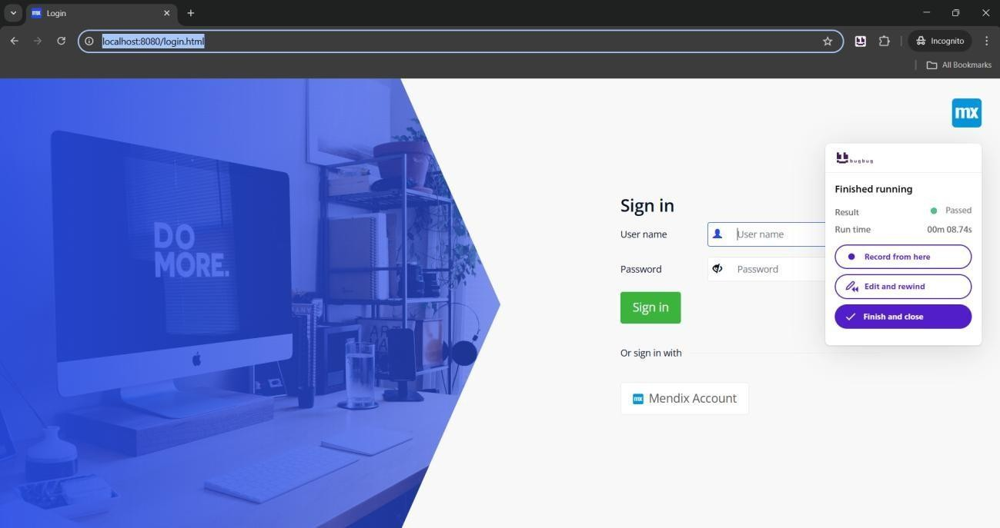 mx Login
localhost:8080/login.html
Incognito
All Bookmarks
DO
MORE.
mx
bugbug
Finished running
Result Passed
Run time 00m 08.74s
Record from here
Edit and rewind
Finish and close
Sign in
User name User name
Password Password
Sign in
Or sign in with
mx Mendix Account